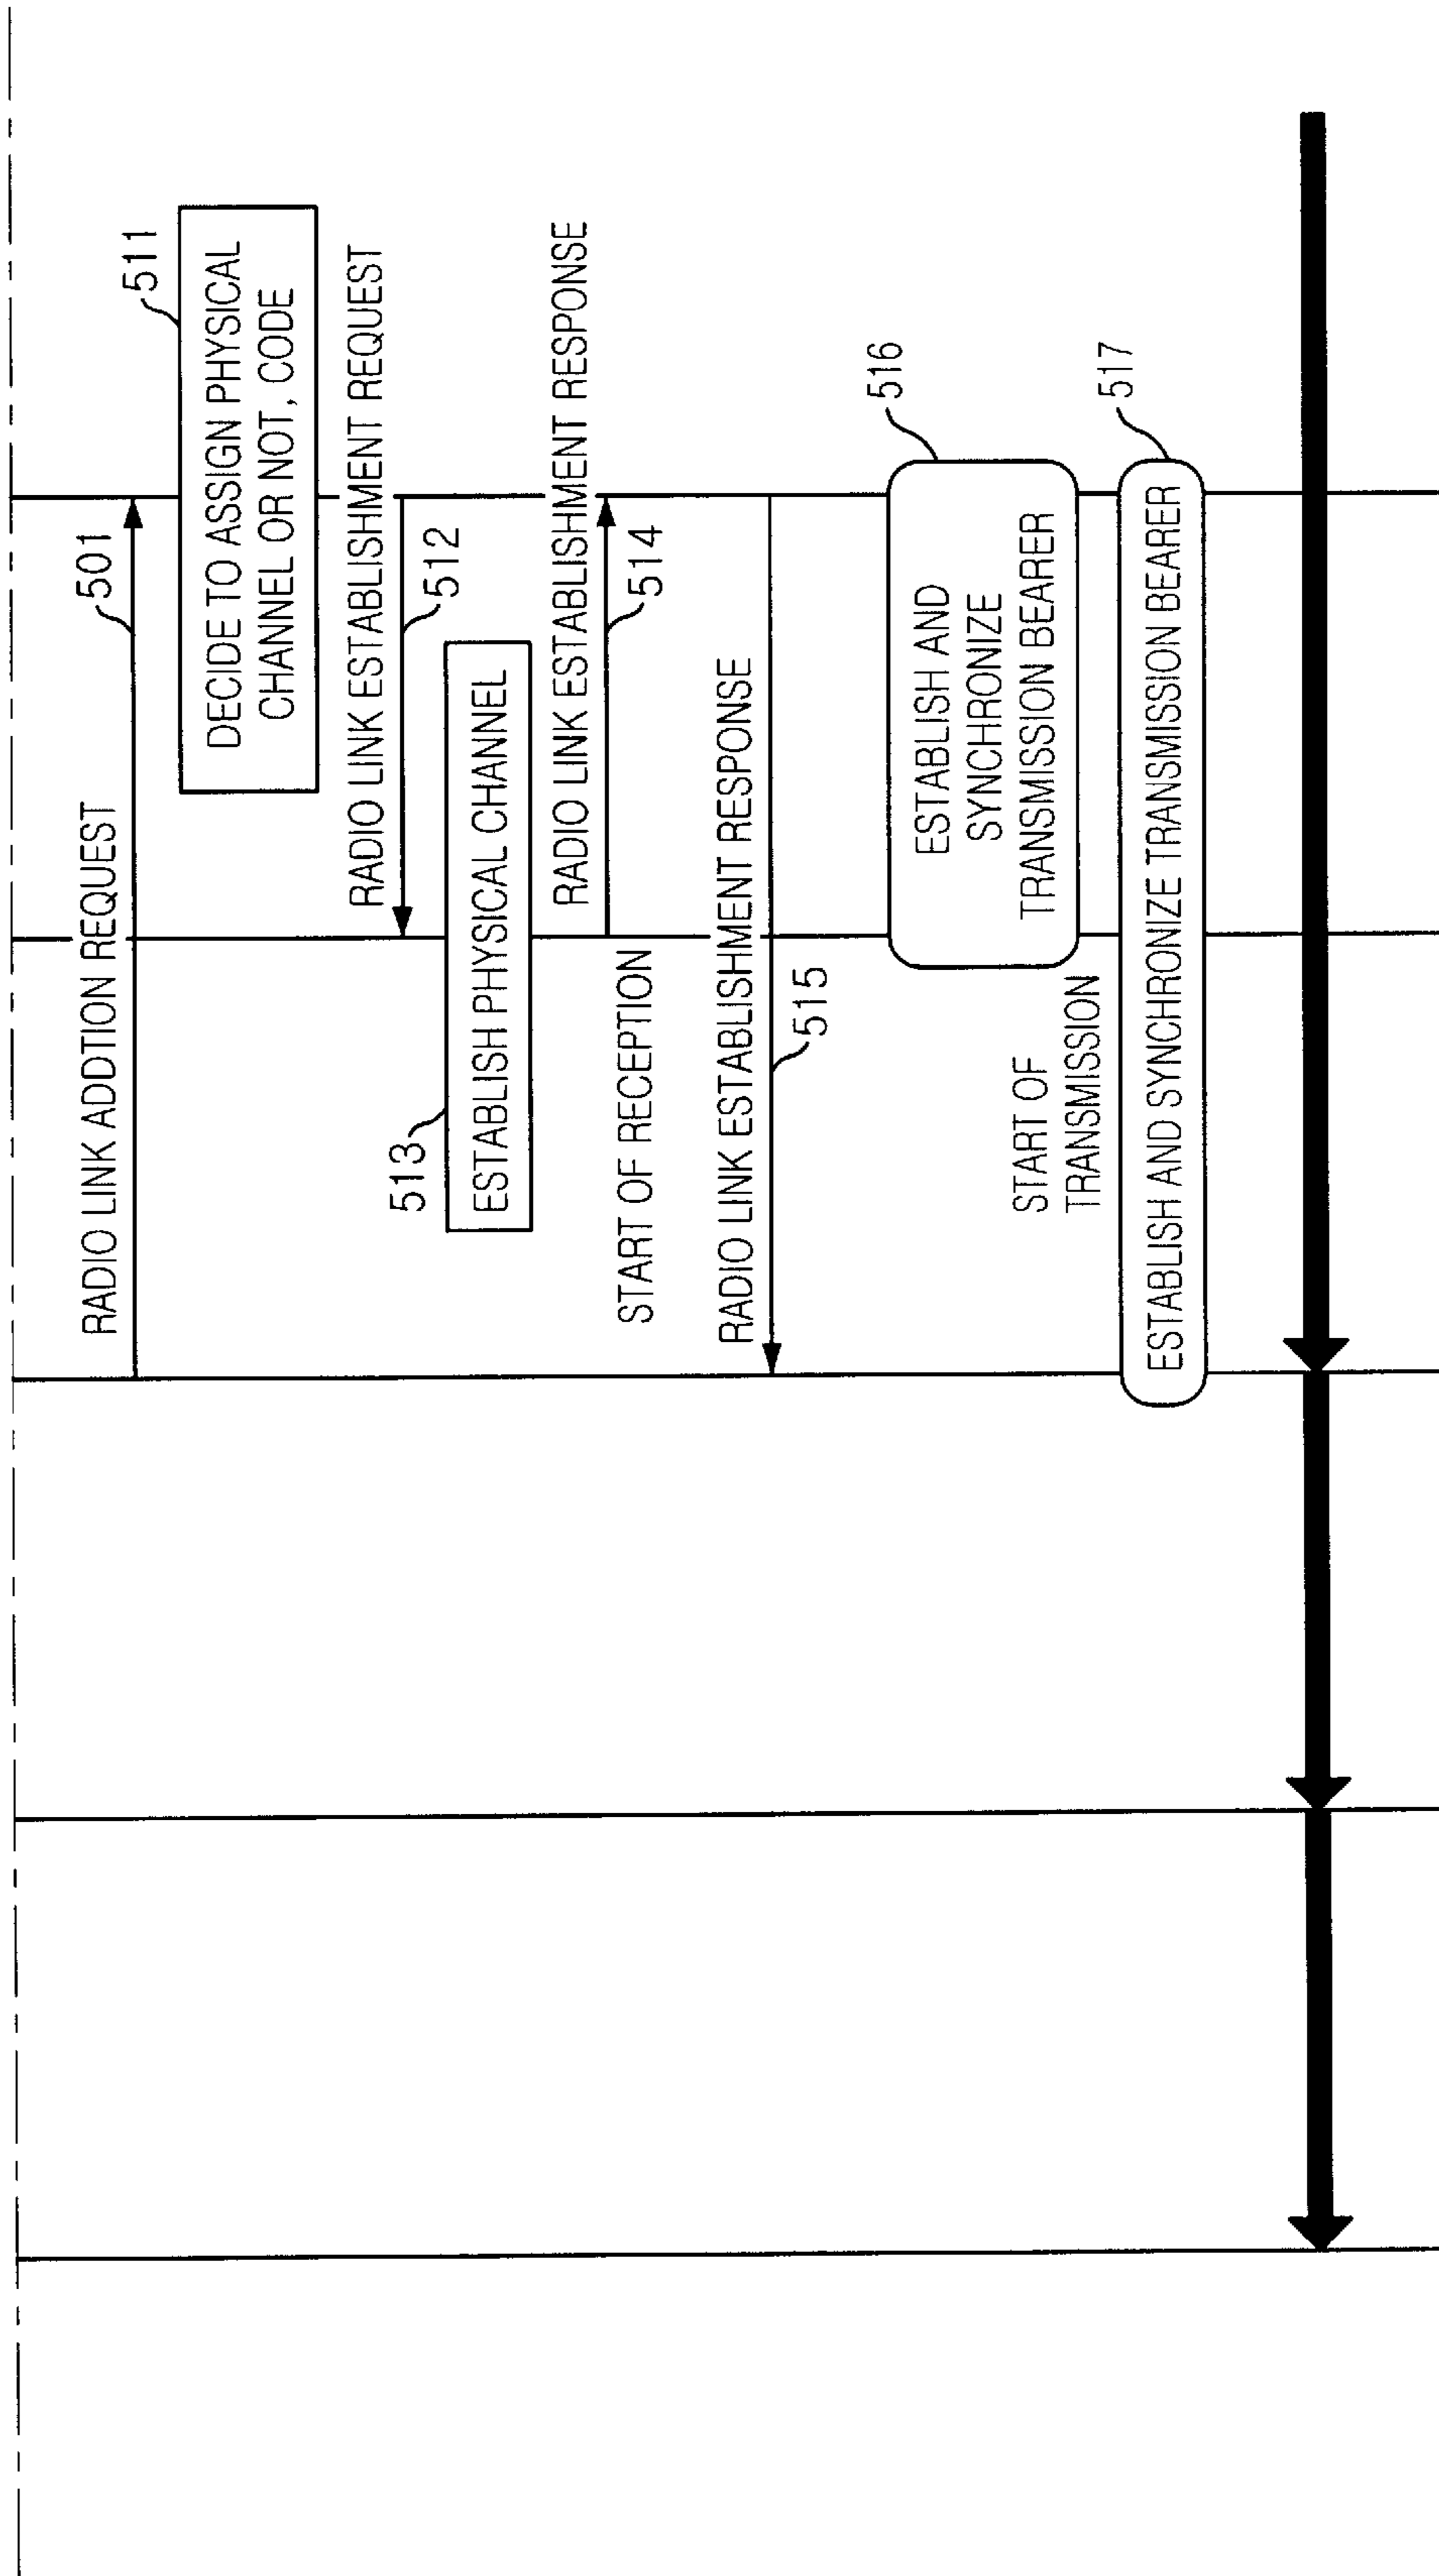 RADIO LINK ADDTION REQUEST
501
511
DECIDE TO ASSIGN PHYSICAL
CHANNEL OR NOT, CODE
RADIO LINK ESTABLISHMENT REQUEST
512
513
ESTABLISH PHYSICAL CHANNEL
RADIO LINK ESTABLISHMENT RESPONSE
514
START OF RECEPTION
RADIO LINK ESTABLISHMENT RESPONSE
515
516
ESTABLISH AND
SYNCHRONIZE
TRANSMISSION BEARER
START OF
TRANSMISSION
517
ESTABLISH AND SYNCHRONIZE TRANSMISSION BEARER